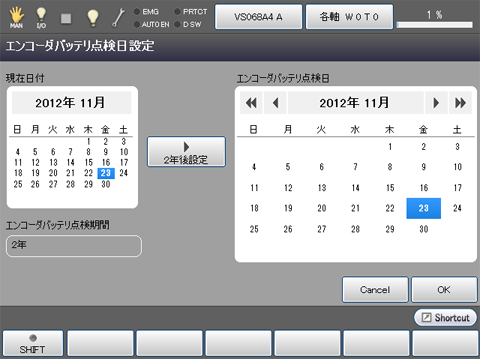 MAN I/O EMG PRTCT
AUTO EN D SW
VS068A4 A 各軸 W0T0 1 %
エンコーダバッテリ点検日設定
現在日付
2012年 11月
日 月 火 水 木 金 土
1 2 3
4 5 6 7 8 9 10
11 12 13 14 15 16 17
18 19 20 21 22 23 24
25 26 27 28 29 30
2年後設定
エンコーダバッテリ点検期間
2年
エンコーダバッテリ点検日
2012年 11月
日 月 火 水 木 金 土
1 2 3
4 5 6 7 8 9 10
11 12 13 14 15 16 17
18 19 20 21 22 23 24
25 26 27 28 29 30
Cancel OK
Shortcut
SHIFT